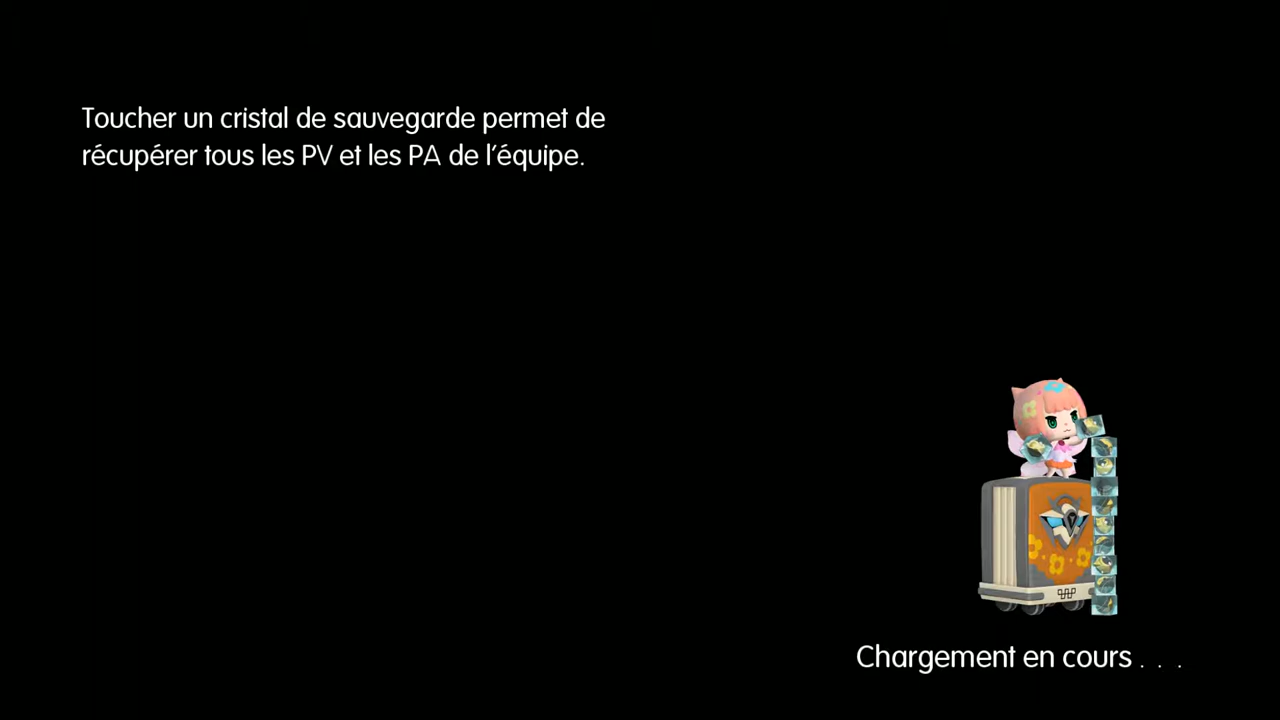 Toucher un cristal de sauvegarde permet de
récupérer tous les PV et les PA de l'équipe.
Chargement en cours . . .